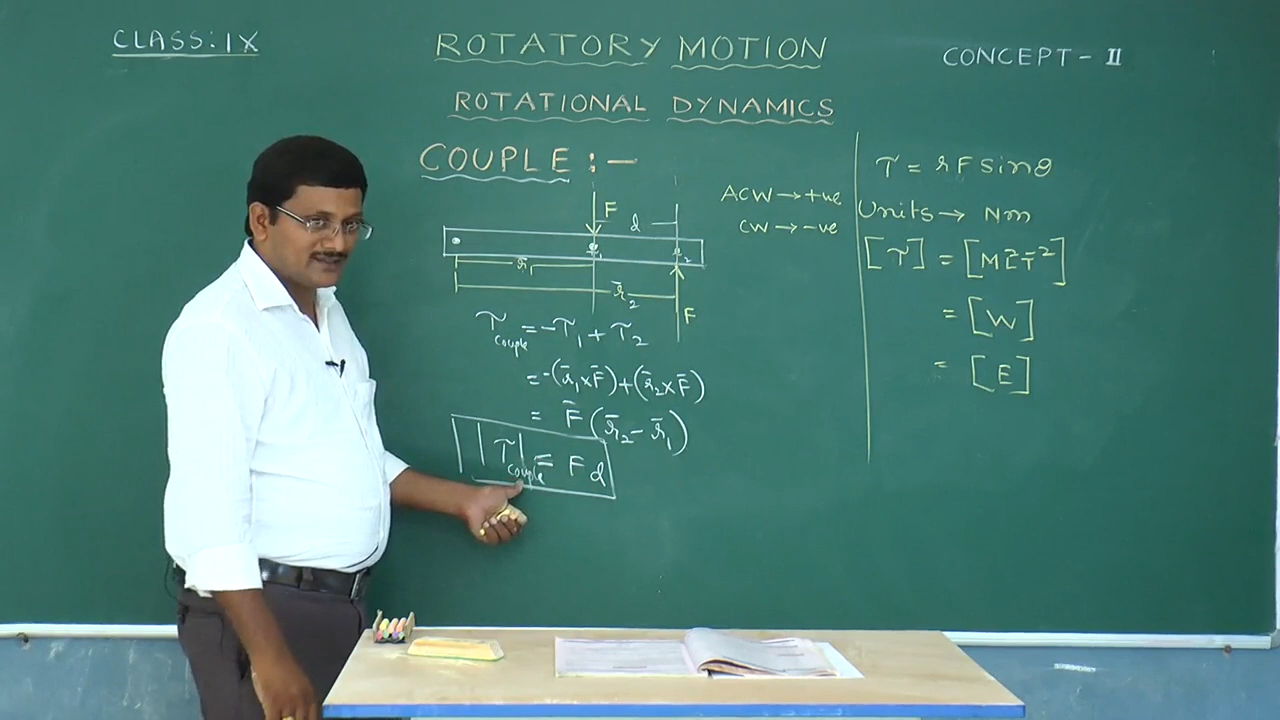 CLASS: IX
ROTATORY MOTION
CONCEPT - II
ROTATIONAL DYNAMICS
COUPLE :-
F
d
r̄₁
r̄₂
F
τ couple = -τ₁ + τ₂
= -(r̄₁ × F̄) + (r̄₂ × F̄)
= F̄ (r̄₂ - r̄₁)
|τ couple| = Fd
ACW → +ve
CW → -ve
τ = rF sinθ
Units → Nm
[τ] = [ML²T⁻²]
= [W]
= [E]